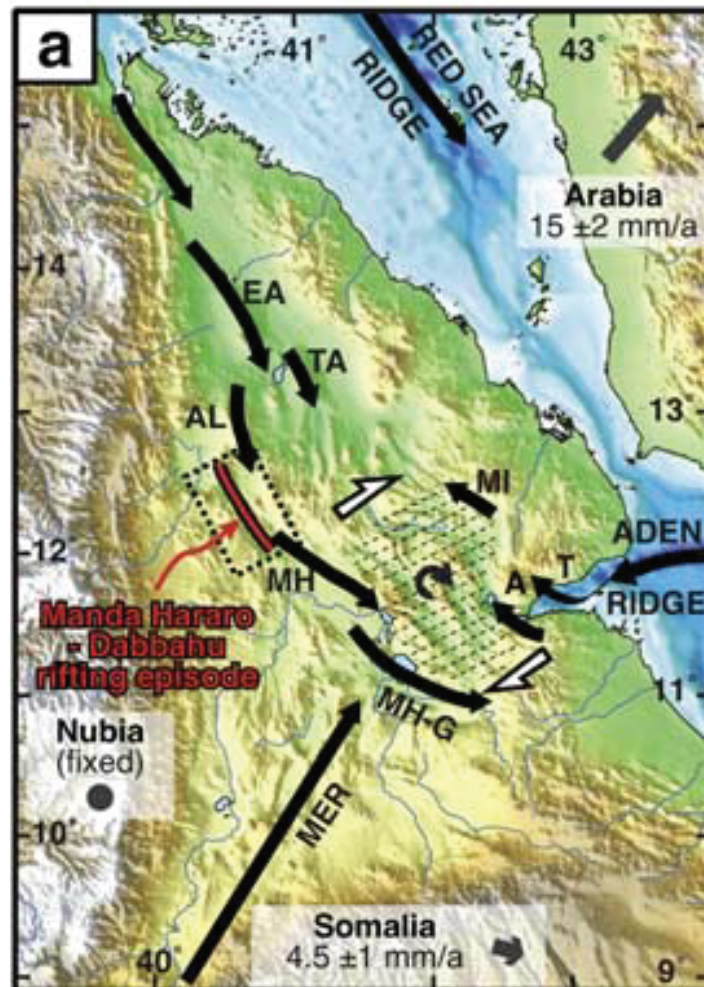 a
41°
43°
RED SEA
RIDGE
Arabia
15 ±2 mm/a
14
EA
TA
13
AL
MI
ADEN
12
MH
A
T
RIDGE
Manda Hararo
- Dabbahu
rifting episode
11
MH-G
Nubia
(fixed)
MER
10
Somalia
4.5 ±1 mm/a
40°
9°